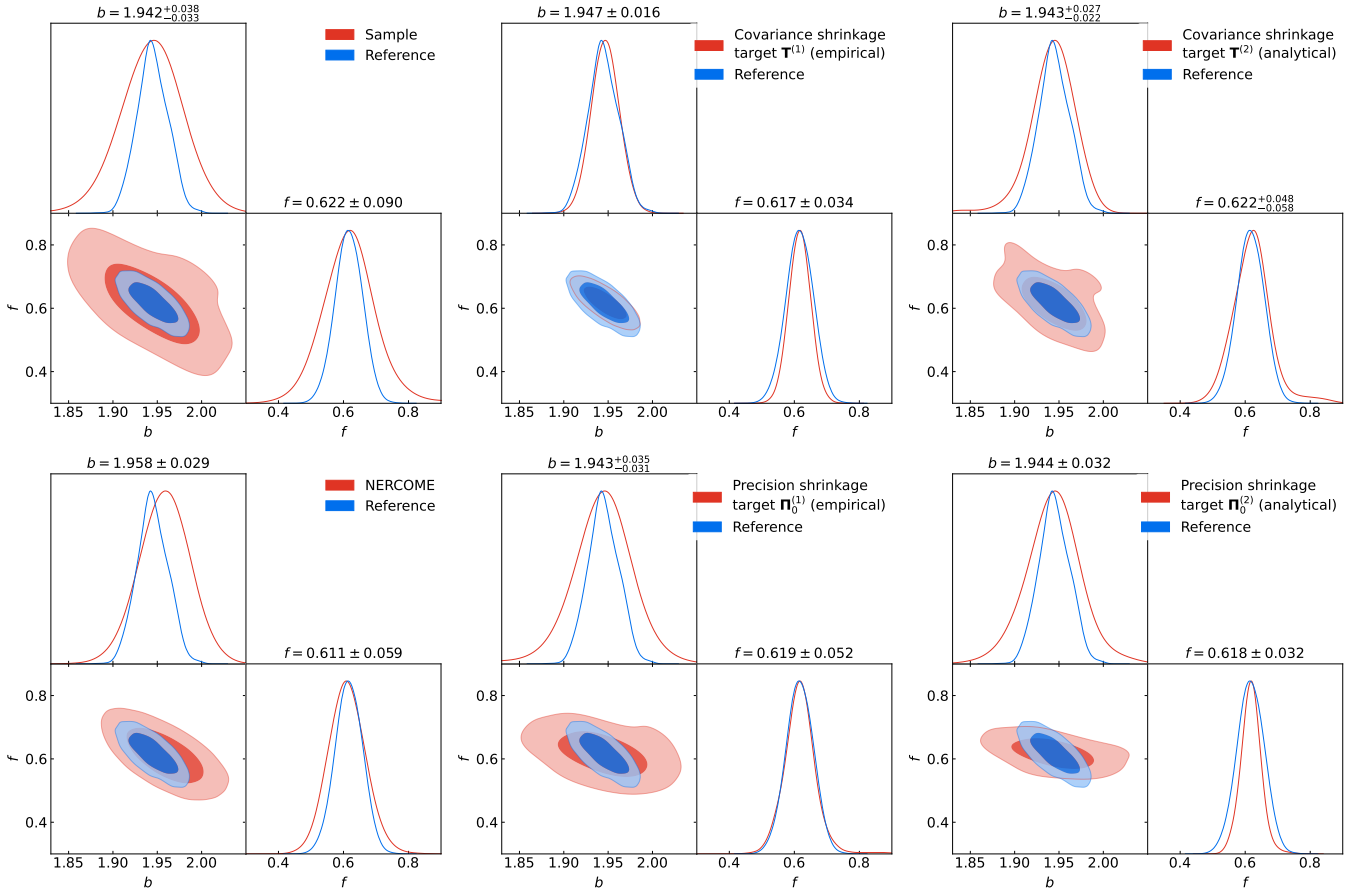 b = 1.942^{+0.038}_{-0.033}
Sample
Reference
f = 0.622 ± 0.090
0.8
0.6
0.4
f
1.85 1.90 1.95 2.00
b
0.4 0.6 0.8
f
b = 1.947 ± 0.016
Covariance shrinkage
target T^{(1)} (empirical)
Reference
f = 0.617 ± 0.034
0.8
0.6
0.4
f
1.85 1.90 1.95 2.00
b
0.4 0.6 0.8
f
b = 1.943^{+0.027}_{-0.022}
Covariance shrinkage
target T^{(2)} (analytical)
Reference
f = 0.622^{+0.048}_{-0.058}
0.8
0.6
0.4
f
1.85 1.90 1.95 2.00
b
0.4 0.6 0.8
f
b = 1.958 ± 0.029
NERCOME
Reference
f = 0.611 ± 0.059
0.8
0.6
0.4
f
1.85 1.90 1.95 2.00
b
0.4 0.6 0.8
f
b = 1.943^{+0.035}_{-0.031}
Precision shrinkage
target Π_0^{(1)} (empirical)
Reference
f = 0.619 ± 0.052
0.8
0.6
0.4
f
1.85 1.90 1.95 2.00
b
0.4 0.6 0.8
f
b = 1.944 ± 0.032
Precision shrinkage
target Π_0^{(2)} (analytical)
Reference
f = 0.618 ± 0.032
0.8
0.6
0.4
f
1.85 1.90 1.95 2.00
b
0.4 0.6 0.8
f